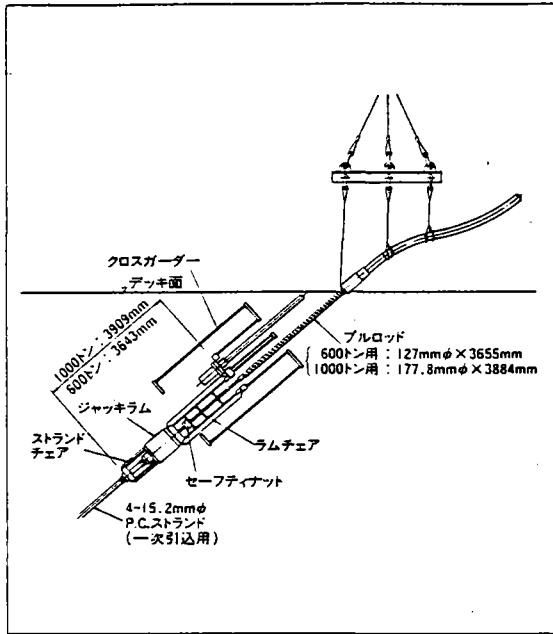 クロスガーダー
デッキ面
1000トン：3909mm
600トン：3643mm
プルロッド
600トン用：127mmφ×3655mm
1000トン用：177.8mmφ×3884mm
ジャッキラム
ストランド
チェア
ラムチェア
セーフティナット
4-15.2mmφ
P.C.ストランド
(一次引込用)